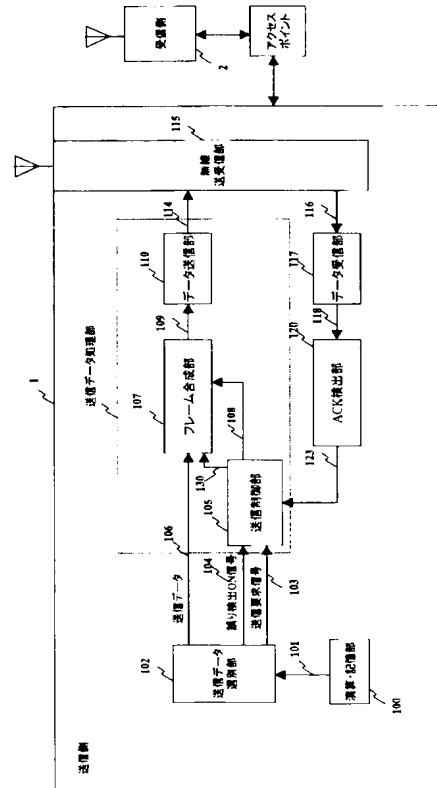 送信側
1
100
演算・記憶部
101
102
送信データ
選別部
送信データ
106
誤り検出ON信号
104
送信要求信号
103
送信データ処理部
105
送信制御部
130
108
107
フレーム合成部
109
110
データ送信部
114
115
無線
送受信部
116
117
データ受信部
118
120
ACK検出部
123
受信側
2
アクセス
ポイント